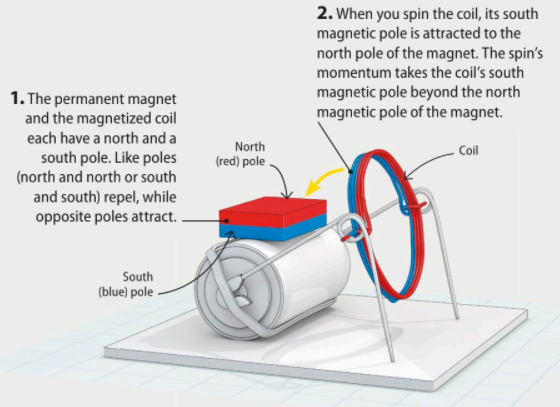 2. When you spin the coil, its south
magnetic pole is attracted to the
north pole of the magnet. The spin's
momentum takes the coil's south
magnetic pole beyond the north
magnetic pole of the magnet.
1. The permanent magnet
and the magnetized coil
each have a north and a
south pole. Like poles
(north and north or south
and south) repel, while
opposite poles attract.
North
(red) pole
Coil
South
(blue) pole